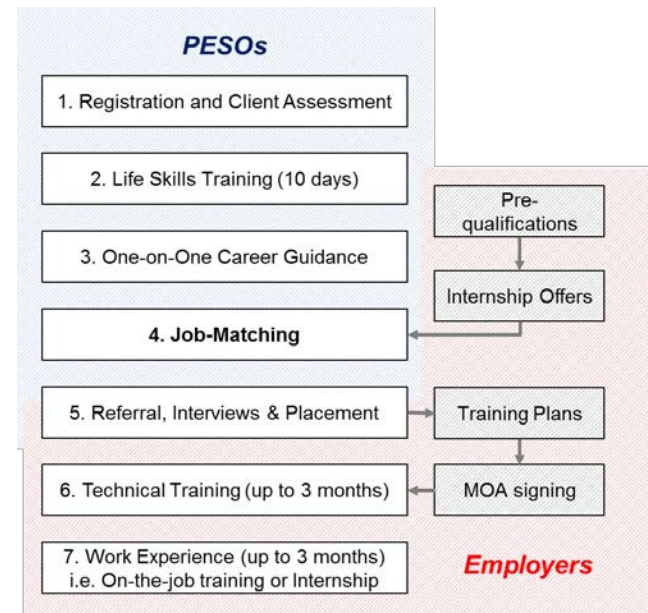 PESOs
1. Registration and Client Assessment
2. Life Skills Training (10 days)
Pre-
qualifications
3. One-on-One Career Guidance
Internship Offers
4. Job-Matching
5. Referral, Interviews & Placement
Training Plans
6. Technical Training (up to 3 months)
MOA signing
7. Work Experience (up to 3 months)
i.e. On-the-job training or Internship
Employers